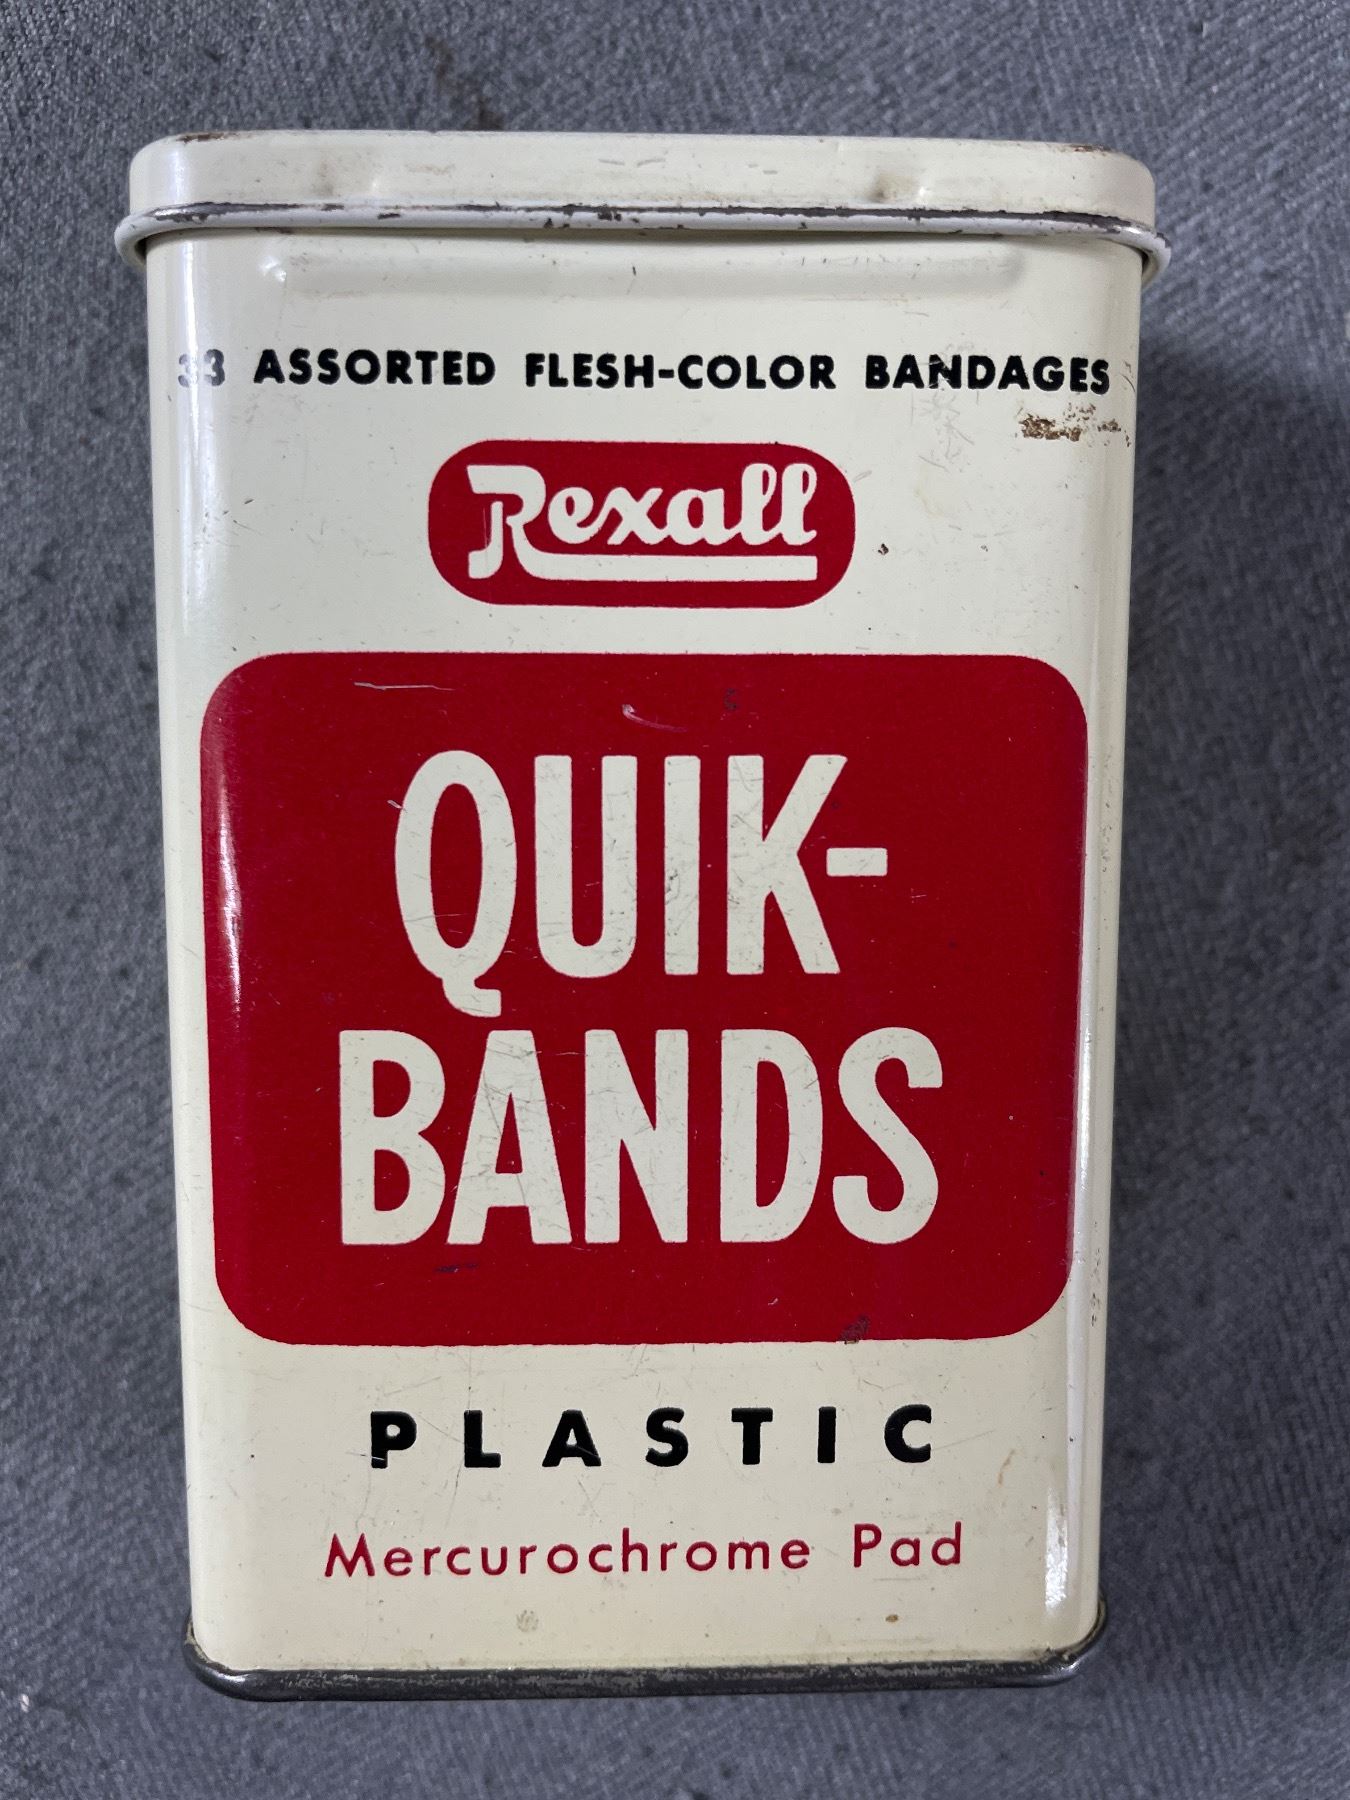 33 ASSORTED FLESH-COLOR BANDAGES
Rexall
QUIK-
BANDS
PLASTIC
Mercurochrome Pad